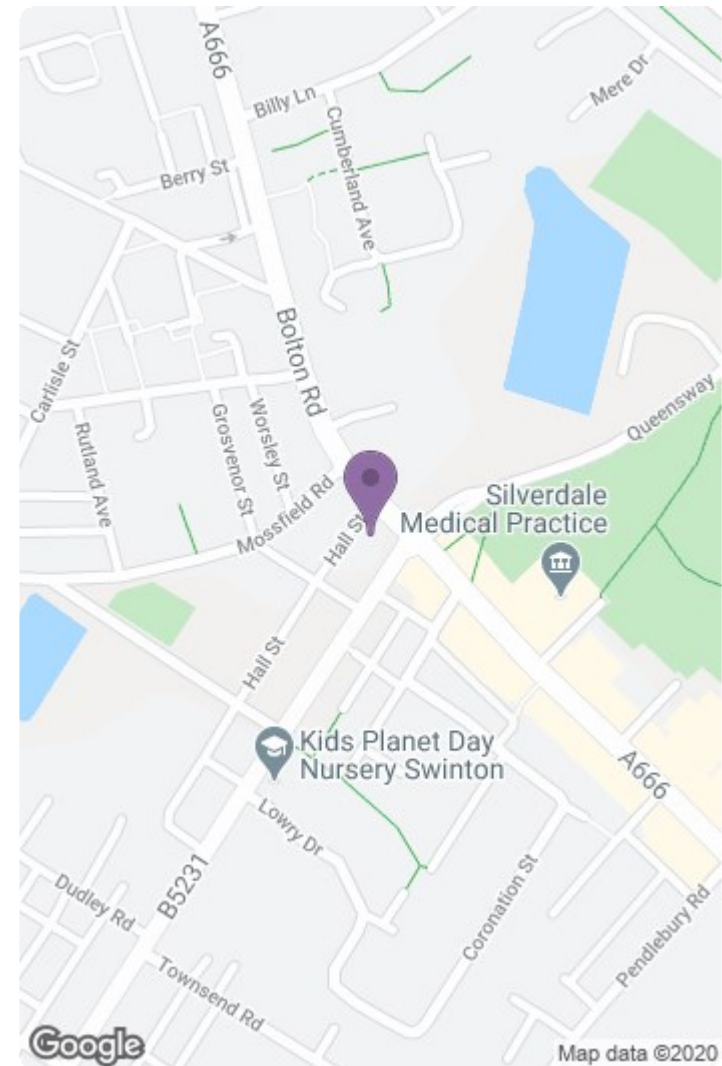 A666
Billy Ln
Mere Dr
Cumberland Ave
Berry St
Bolton Rd
Carlisle St
Queensway
Rutland Ave
Grosvenor St
Worsley St
Mossfield Rd
Hall St
Silverdale
Medical Practice
Hall St
Kids Planet Day
Nursery Swinton
A666
Lowry Dr
B5231
Dudley Rd
Coronation St
Pendlebury Rd
Townsend Rd
Google
Map data ©2020